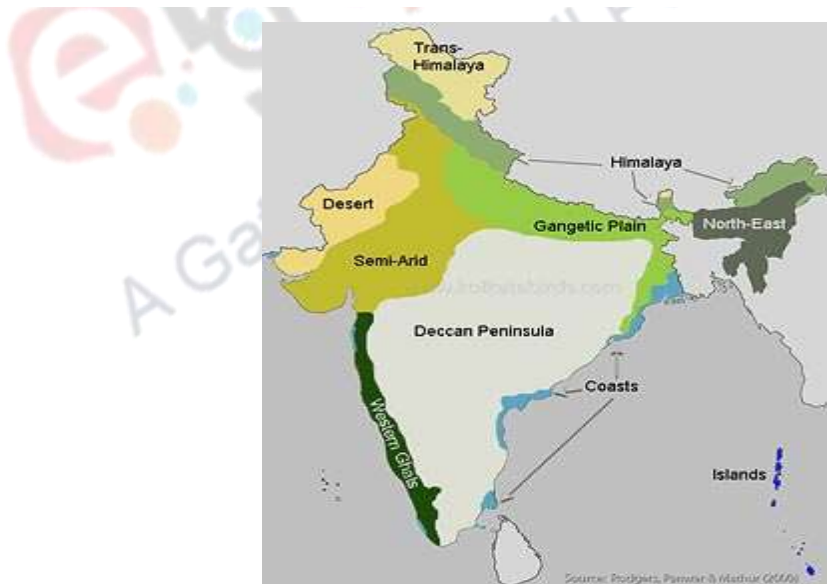 Trans-
Himalaya
Himalaya
Desert
North-East
Gangetic Plain
Semi-Arid
Deccan Peninsula
Coasts
Western Ghats
Islands
Source: Rodgers, Panwar & Mathur (2000)
A Gat